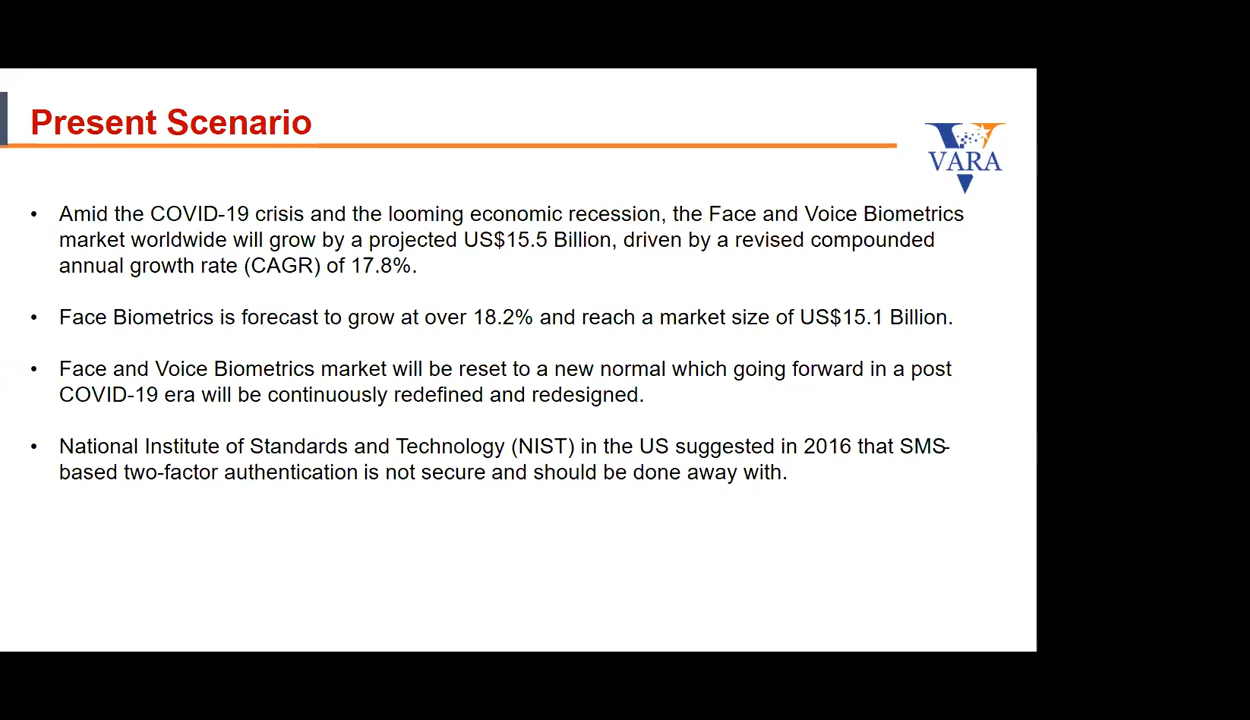 Present Scenario
VARA
• Amid the COVID-19 crisis and the looming economic recession, the Face and Voice Biometrics
market worldwide will grow by a projected US$15.5 Billion, driven by a revised compounded
annual growth rate (CAGR) of 17.8%.
• Face Biometrics is forecast to grow at over 18.2% and reach a market size of US$15.1 Billion.
• Face and Voice Biometrics market will be reset to a new normal which going forward in a post
COVID-19 era will be continuously redefined and redesigned.
• National Institute of Standards and Technology (NIST) in the US suggested in 2016 that SMS-
based two-factor authentication is not secure and should be done away with.